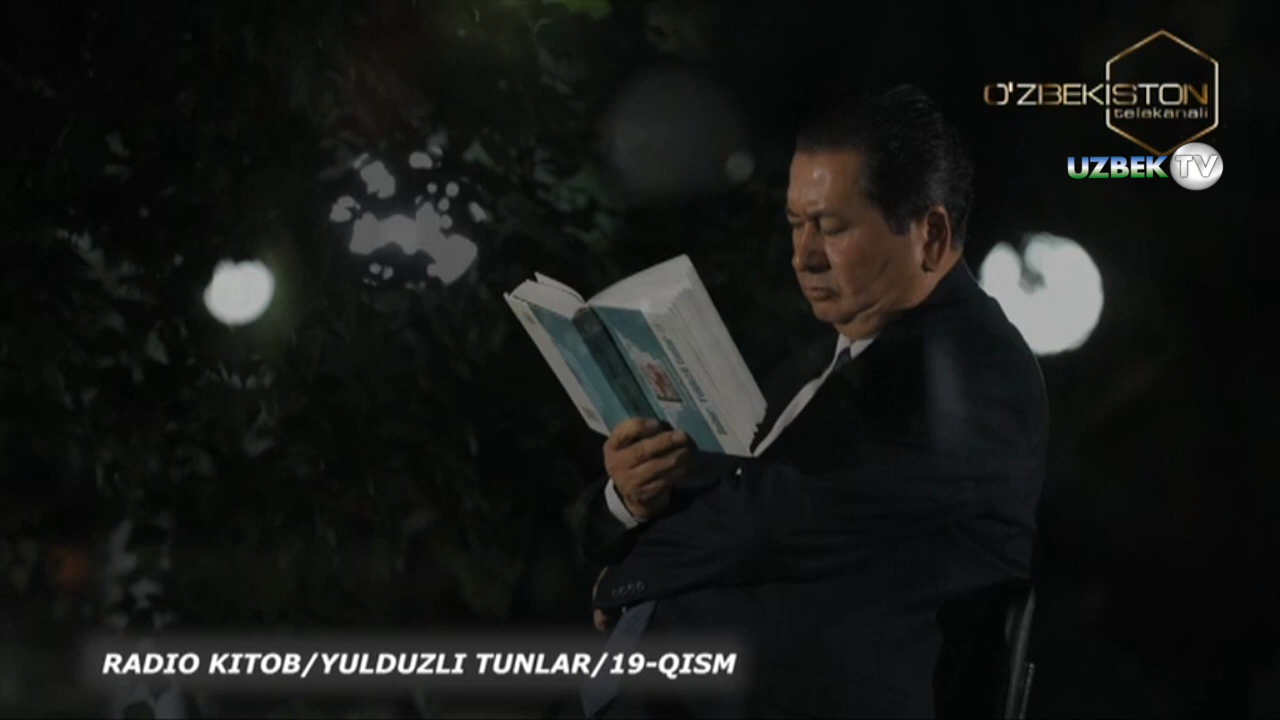 O'ZBEKISTON
telekanali
UZBEK TV
RADIO KITOB/YULDUZLI TUNLAR/19-QISM